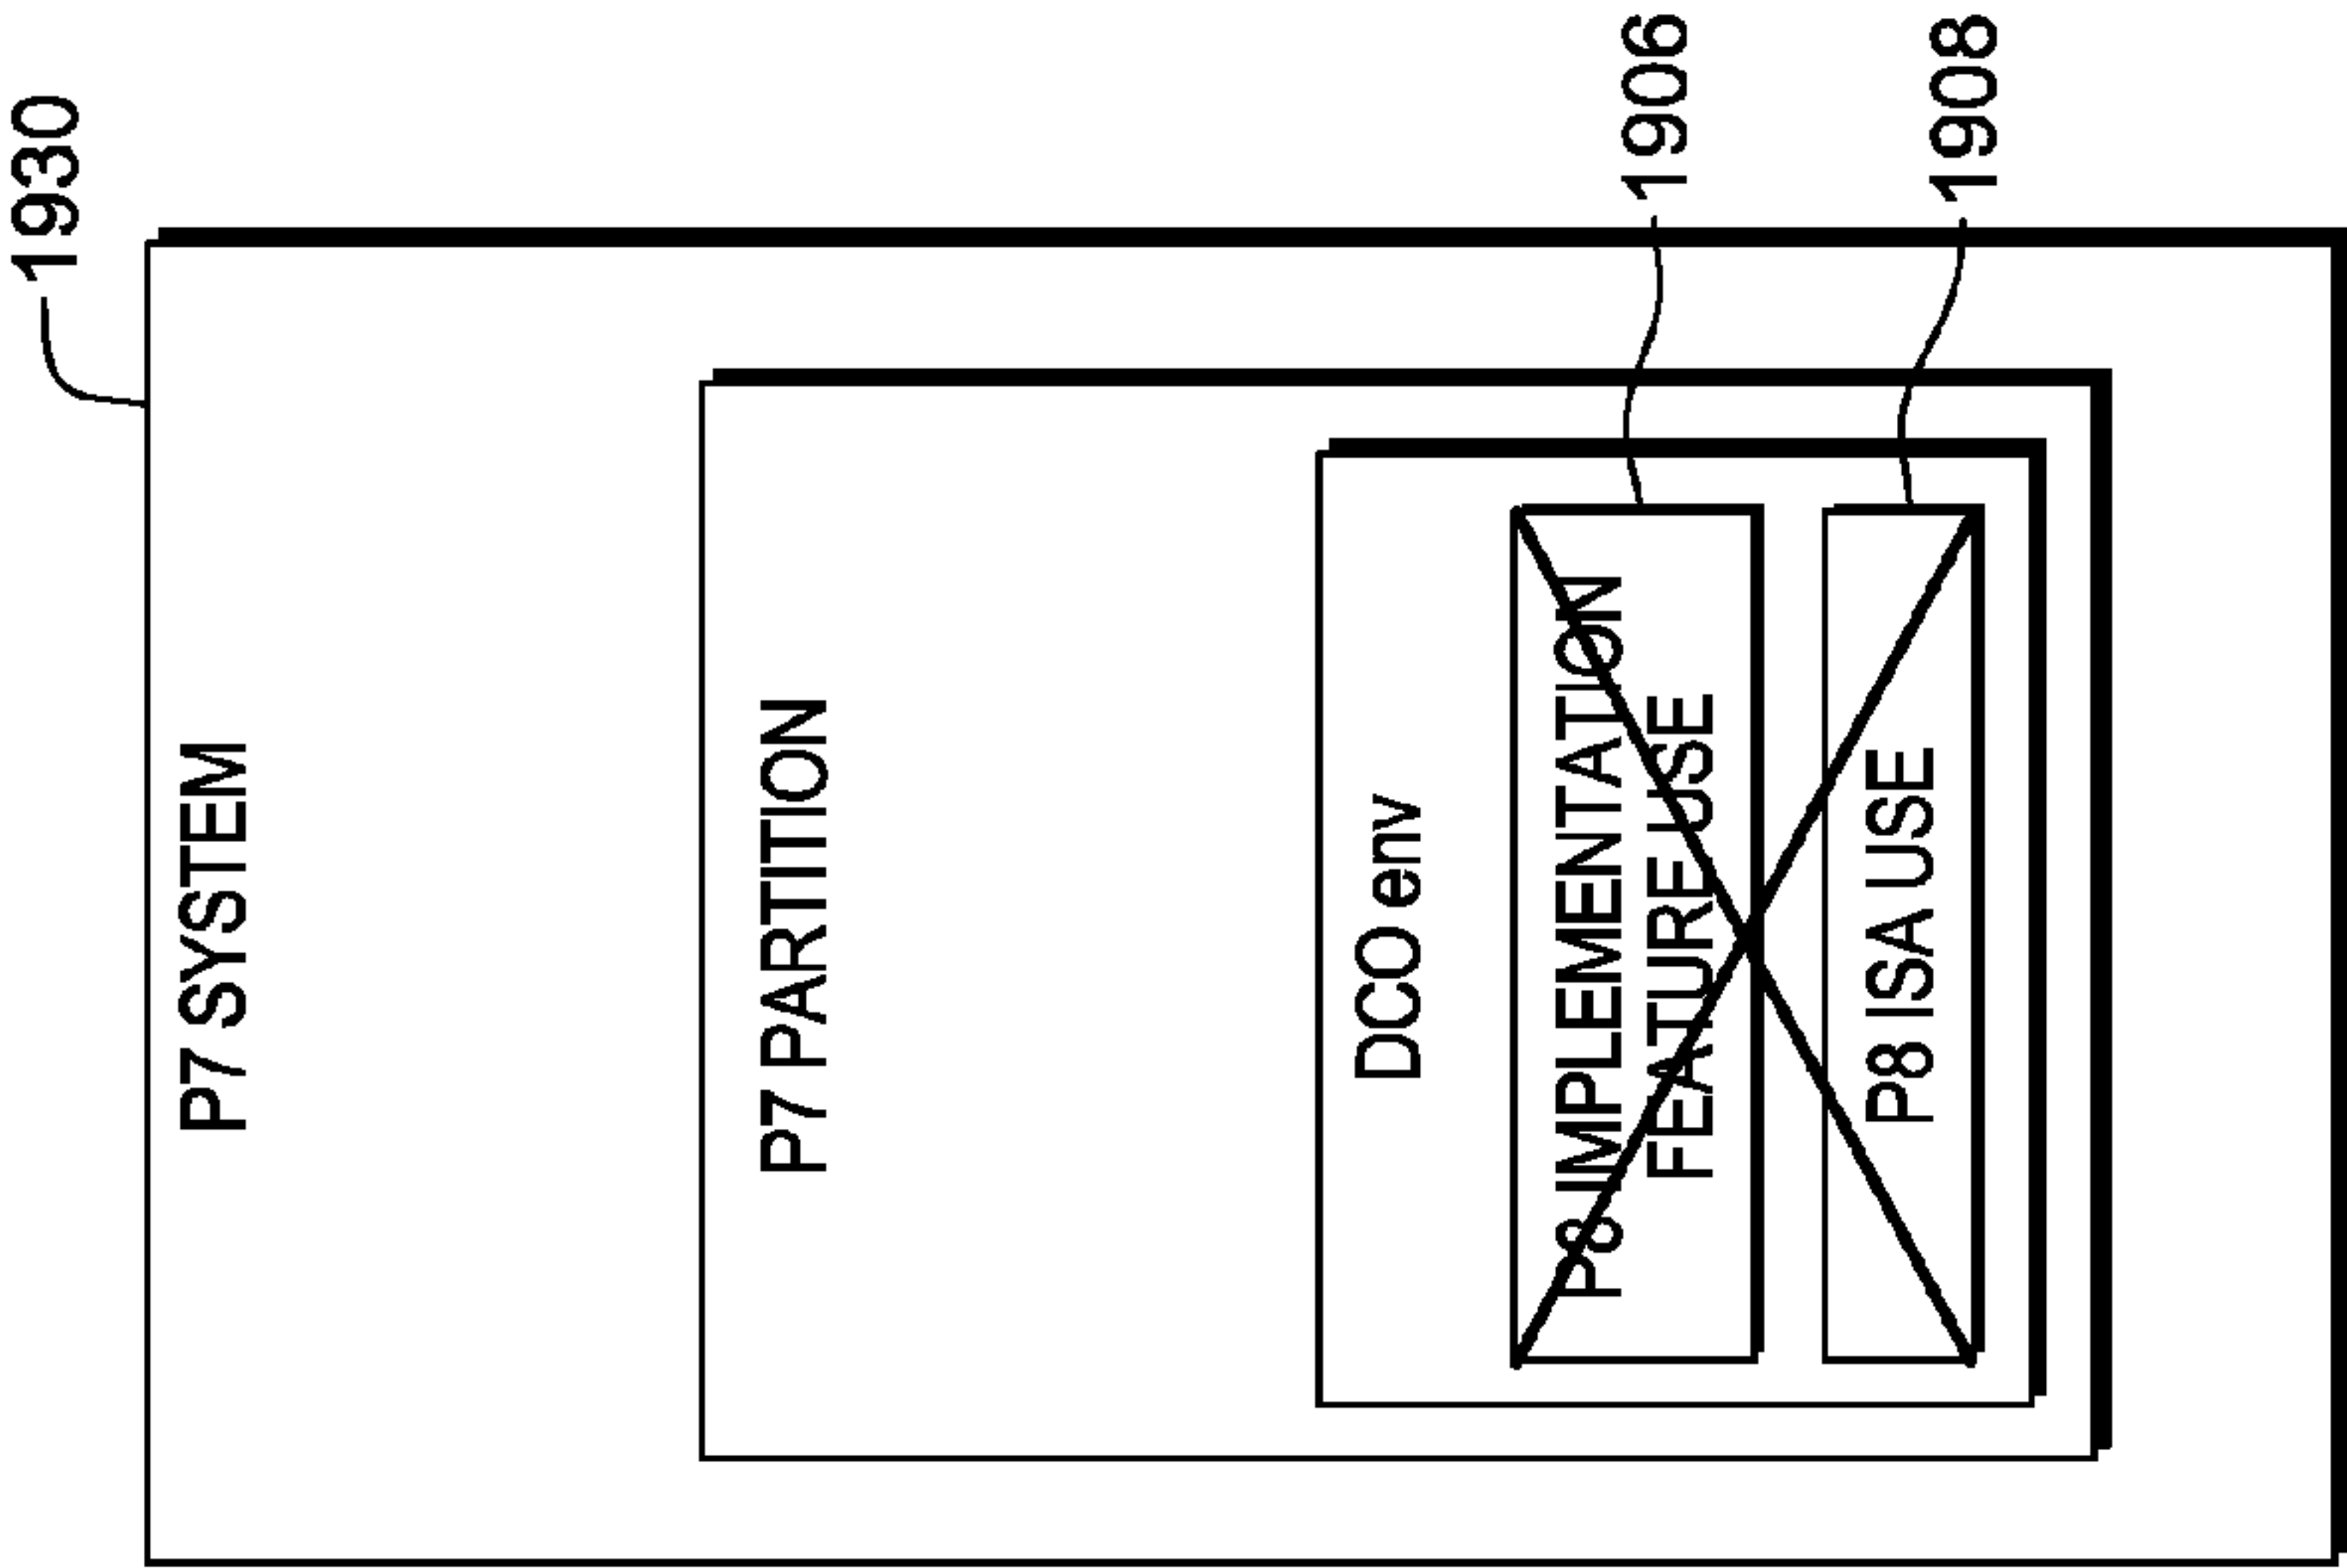 1930
P7 SYSTEM
P7 PARTITION
DCO env
P8 IMPLEMENTATION
FEATURE USE
1906
P8 ISA USE
1908